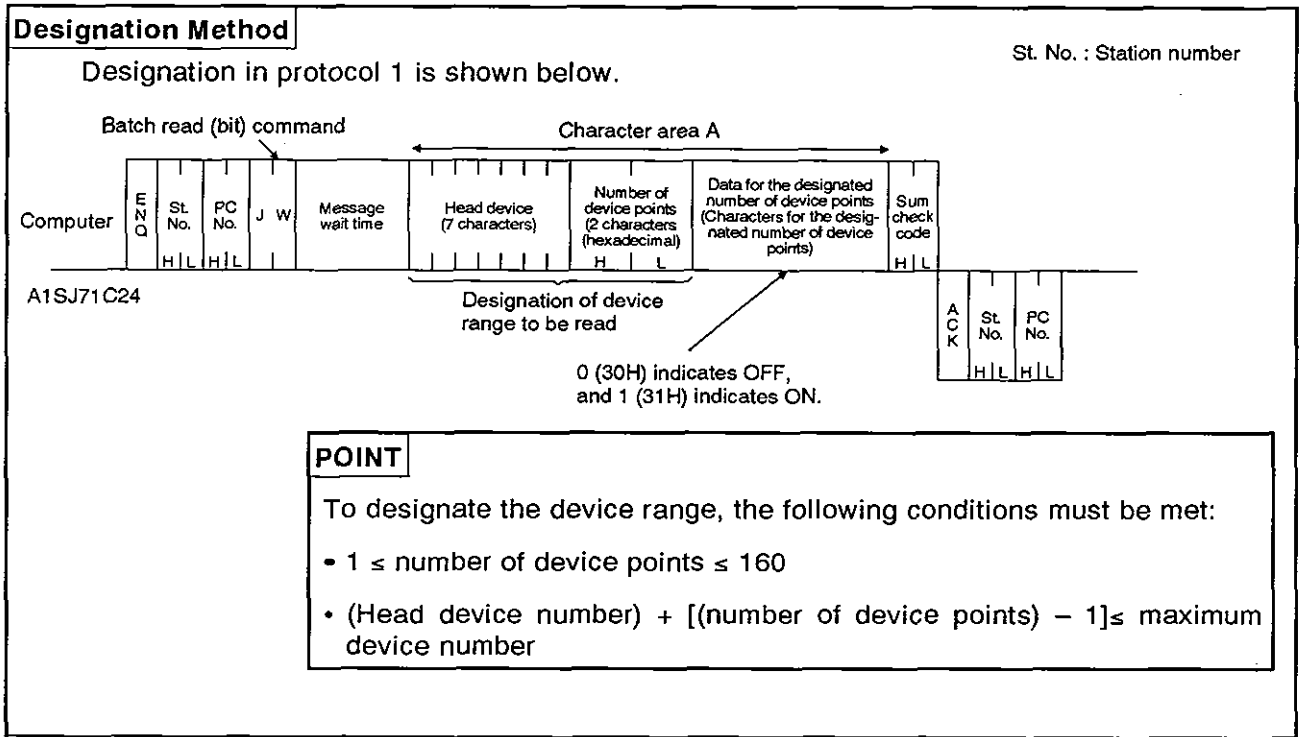 Designation Method
St. No. : Station number
Designation in protocol 1 is shown below.
Batch read (bit) command
Character area A
Computer
ENQ
St. No.
H L
PC No.
H L
J W
Message wait time
Head device
(7 characters)
Number of
device points
(2 characters
(hexadecimal)
H L
Data for the designated
number of device points
(Characters for the desig-
nated number of device
points)
Sum
check
code
H L
A1SJ71C24
Designation of device
range to be read
0 (30H) indicates OFF,
and 1 (31H) indicates ON.
ACK
St. No.
H L
PC No.
H L
POINT
To designate the device range, the following conditions must be met:
• 1 ≤ number of device points ≤ 160
• (Head device number) + [(number of device points) − 1]≤ maximum
device number